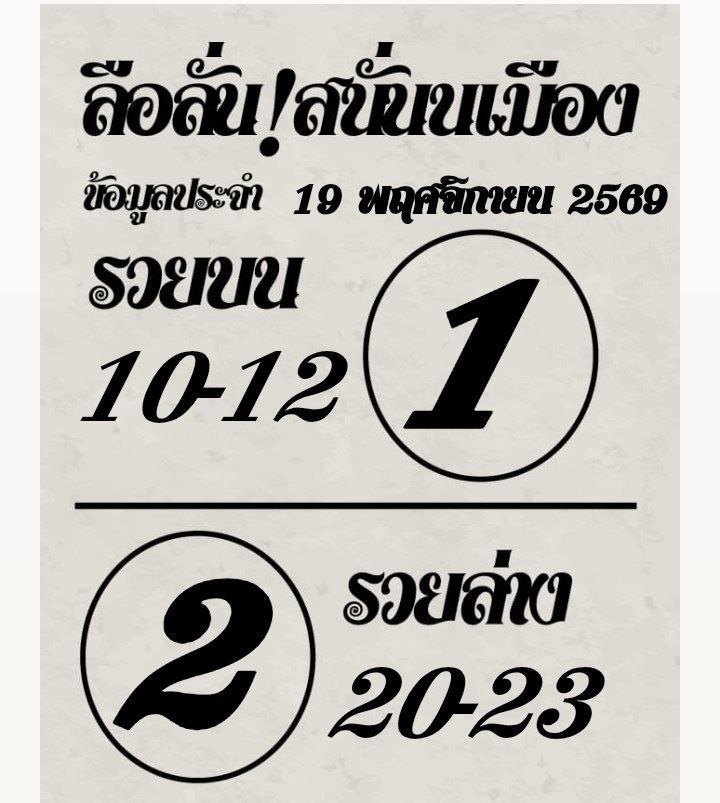 ลือลั่น!สนั่นนเมือง
ข้อมูลประจำ 19 พฤศจิกายน 2569
รวยบน
10-12
1
2
รวยล่าง
20-23